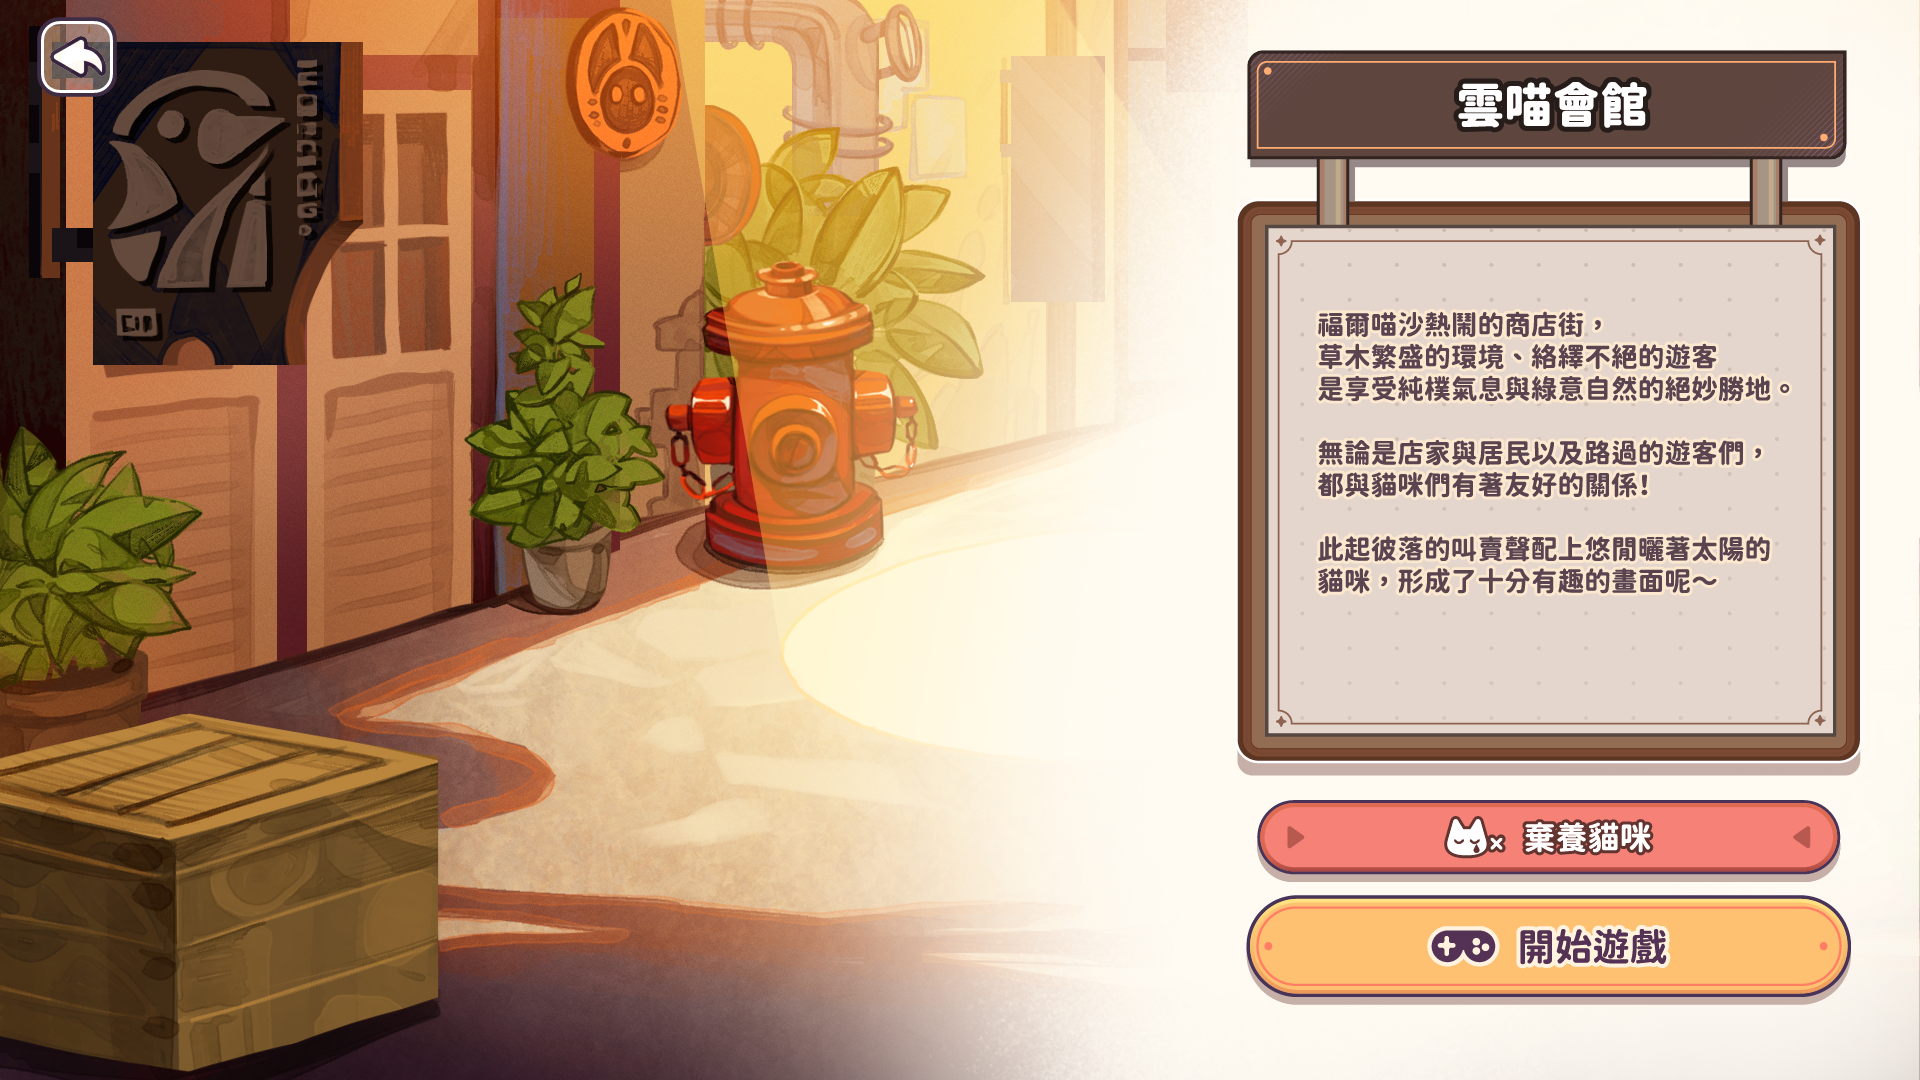 雲喵會館
福爾喵沙熱鬧的商店街，
草木繁盛的環境、絡繹不絕的遊客
是享受純樸氣息與綠意自然的絕妙勝地。
無論是店家與居民以及路過的遊客們，
都與貓咪們有著友好的關係！
此起彼落的叫賣聲配上悠閒曬著太陽的
貓咪，形成了十分有趣的畫面呢～
棄養貓咪
開始遊戲